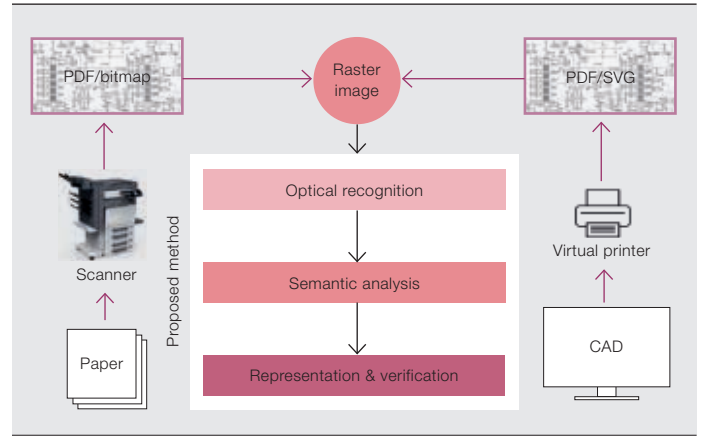 PDF/bitmap
Raster
image
PDF/SVG
Optical recognition
Scanner
Proposed method
Semantic analysis
Virtual printer
Paper
Representation & verification
CAD